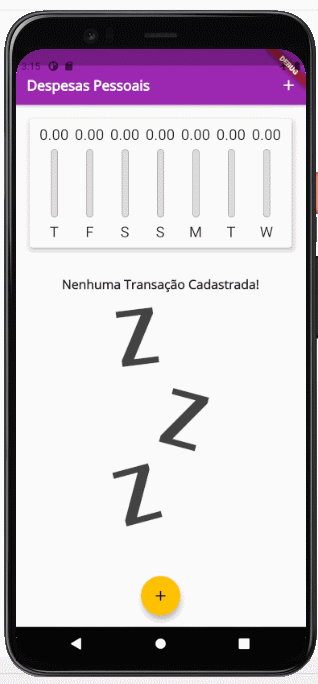 3:15
DEBUG
Despesas Pessoais +
0.00 0.00 0.00 0.00 0.00 0.00 0.00
T F S S M T W
Nenhuma Transação Cadastrada!
Z
Z
Z
+